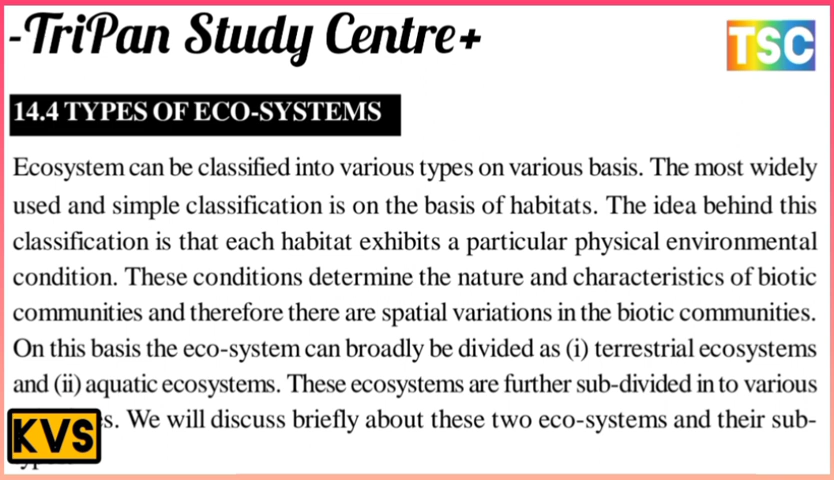 -TriPan Study Centre+
TSC
14.4 TYPES OF ECO-SYSTEMS
Ecosystem can be classified into various types on various basis. The most widely
used and simple classification is on the basis of habitats. The idea behind this
classification is that each habitat exhibits a particular physical environmental
condition. These conditions determine the nature and characteristics of biotic
communities and therefore there are spatial variations in the biotic communities.
On this basis the eco-system can broadly be divided as (i) terrestrial ecosystems
and (ii) aquatic ecosystems. These ecosystems are further sub-divided in to various
We will discuss briefly about these two eco-systems and their sub-
KVS